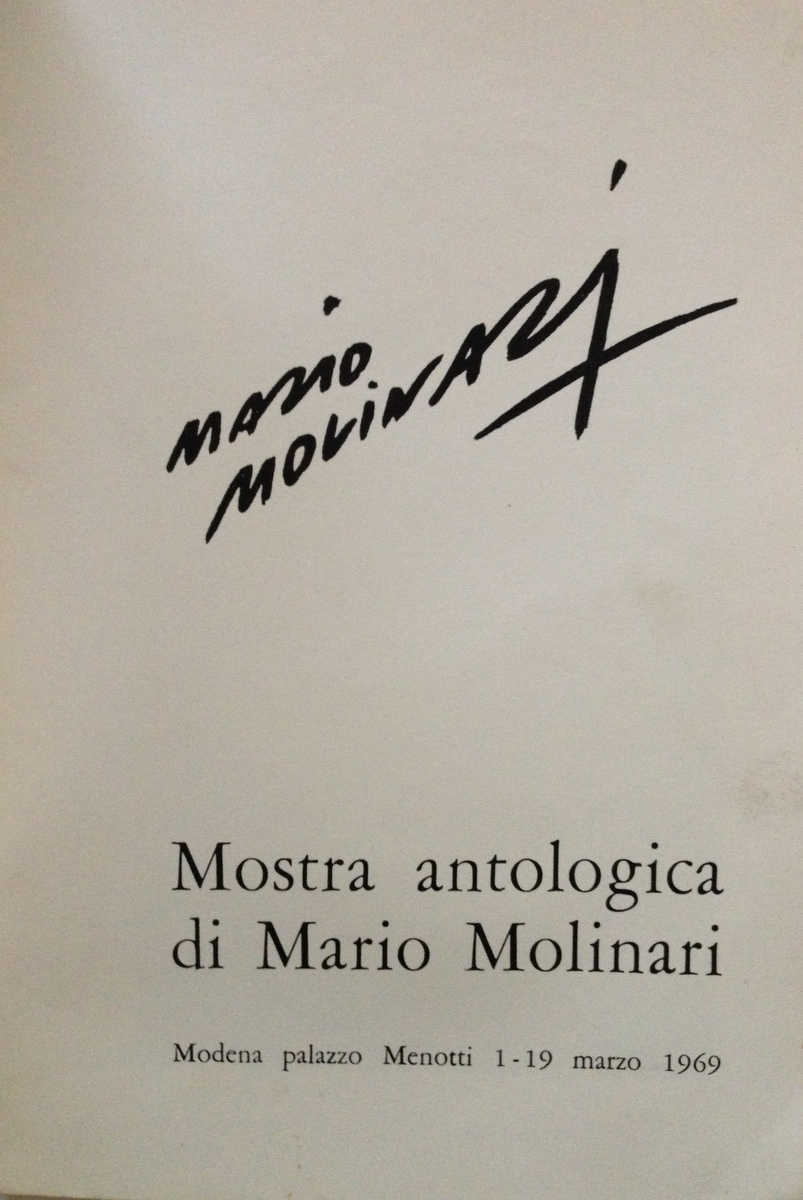 MARIO
MOLINARI
Mostra antologica
di Mario Molinari
Modena palazzo Menotti 1-19 marzo 1969